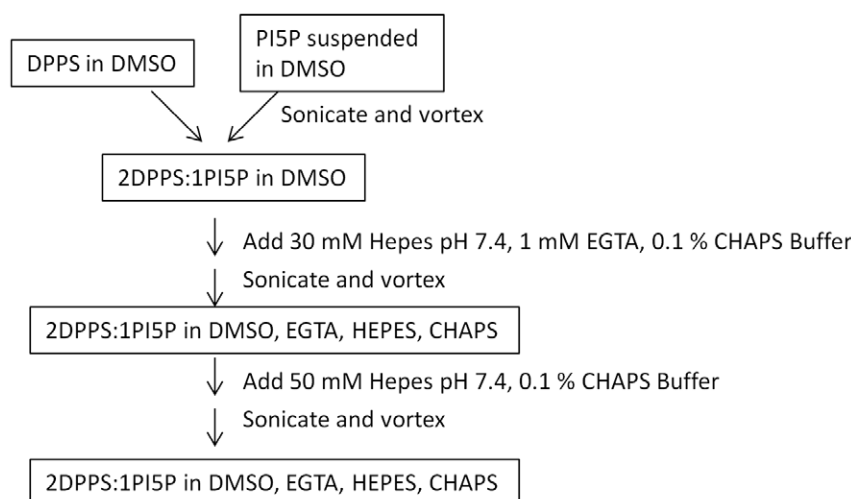 DPPS in DMSO
PI5P suspended
in DMSO
Sonicate and vortex
2DPPS:1PI5P in DMSO
Add 30 mM Hepes pH 7.4, 1 mM EGTA, 0.1 % CHAPS Buffer
Sonicate and vortex
2DPPS:1PI5P in DMSO, EGTA, HEPES, CHAPS
Add 50 mM Hepes pH 7.4, 0.1 % CHAPS Buffer
Sonicate and vortex
2DPPS:1PI5P in DMSO, EGTA, HEPES, CHAPS